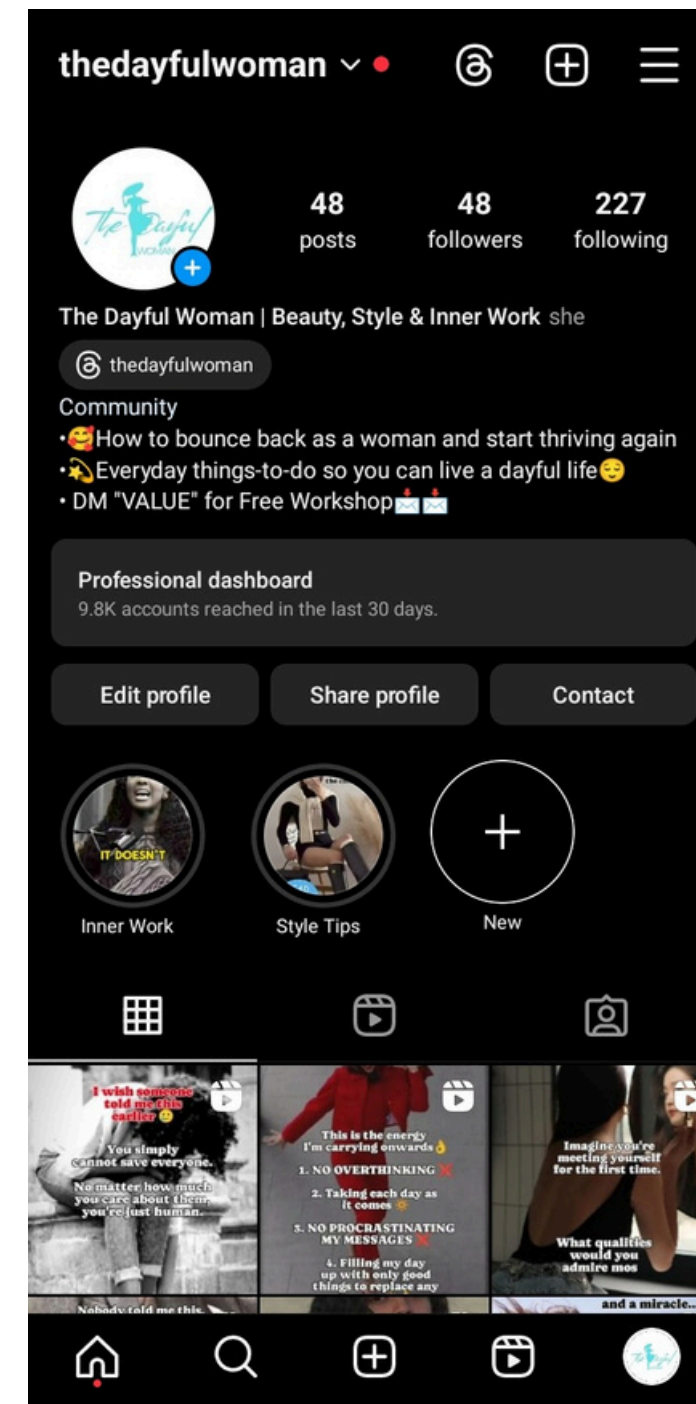 thedayfulwoman
The Dayful
WOMAN
48 48 227
posts followers following
The Dayful Woman | Beauty, Style & Inner Work she
thedayfulwoman
Community
•🥰How to bounce back as a woman and start thriving again
•💫Everyday things-to-do so you can live a dayful life😌
• DM "VALUE" for Free Workshop📩📩
Professional dashboard
9.8K accounts reached in the last 30 days.
Edit profile Share profile Contact
IT DOESN'T
Inner Work Style Tips New
I wish someone
told me this
earlier
You simply
cannot save everyone.
No matter how much
you care about them,
you're just human.
This is the energy
I'm carrying onwards👌
1. NO OVERTHINKING ❌
2. Taking each day as
it comes 🔅
3. NO PROCRASTINATING
MY MESSAGES ❌
4. Filling my day
up with only good
things to replace any
Imagine you're
meeting yourself
for the first time.
What qualities
would you
admire mos
Nobody told me this.
and a miracle..